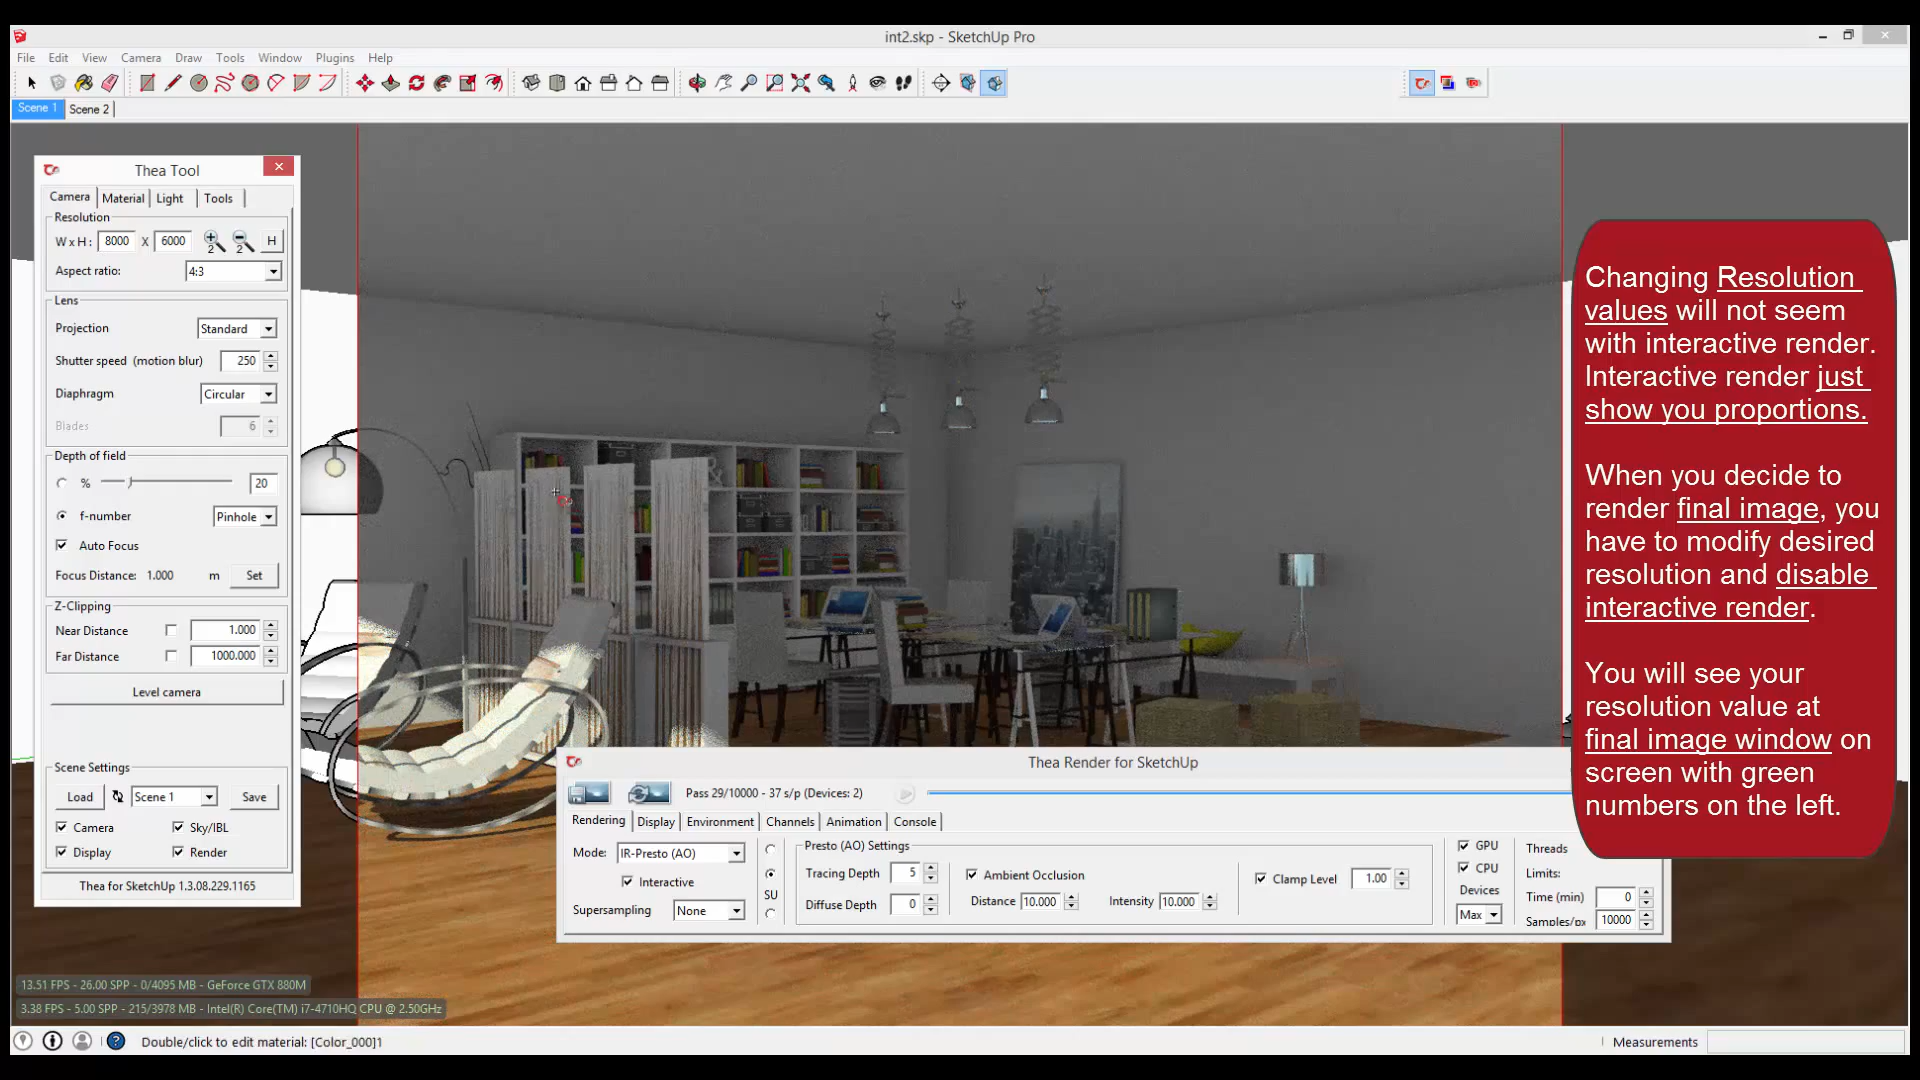 int2.skp - SketchUp Pro
File Edit View Camera Draw Tools Window Plugins Help
Scene 1 Scene 2
Thea Tool
Camera Material Light Tools
Resolution
W x H : 8000 X 6000 2 2 H
Aspect ratio: 4:3
Lens
Projection Standard
Shutter speed (motion blur) 250
Diaphragm Circular
Blades 6
Depth of field
% 20
f-number Pinhole
Auto Focus
Focus Distance: 1.000 m Set
Z-Clipping
Near Distance 1.000
Far Distance 1000.000
Level camera
Scene Settings
Load Scene 1 Save
Camera Sky/IBL
Display Render
Thea for SketchUp 1.3.08.229.1165
Changing Resolution
values will not seem
with interactive render.
Interactive render just
show you proportions.
When you decide to
render final image, you
have to modify desired
resolution and disable
interactive render.
You will see your
resolution value at
final image window on
screen with green
numbers on the left.
Thea Render for SketchUp
Pass 29/10000 - 37 s/p (Devices: 2)
Rendering Display Environment Channels Animation Console
Mode: IR-Presto (AO)
Interactive
Supersampling None
SU
Presto (AO) Settings
Tracing Depth 5
Diffuse Depth 0
Ambient Occlusion
Distance 10.000 Intensity 10.000
Clamp Level 1.00
GPU
CPU
Devices
Max
Threads
Limits:
Time (min) 0
Samples/px 10000
13.51 FPS - 26.00 SPP - 0/4095 MB - GeForce GTX 880M
3.38 FPS - 5.00 SPP - 215/3978 MB - Intel(R) Core(TM) i7-4710HQ CPU @ 2.50GHz
Double/click to edit material: [Color_000]1
Measurements